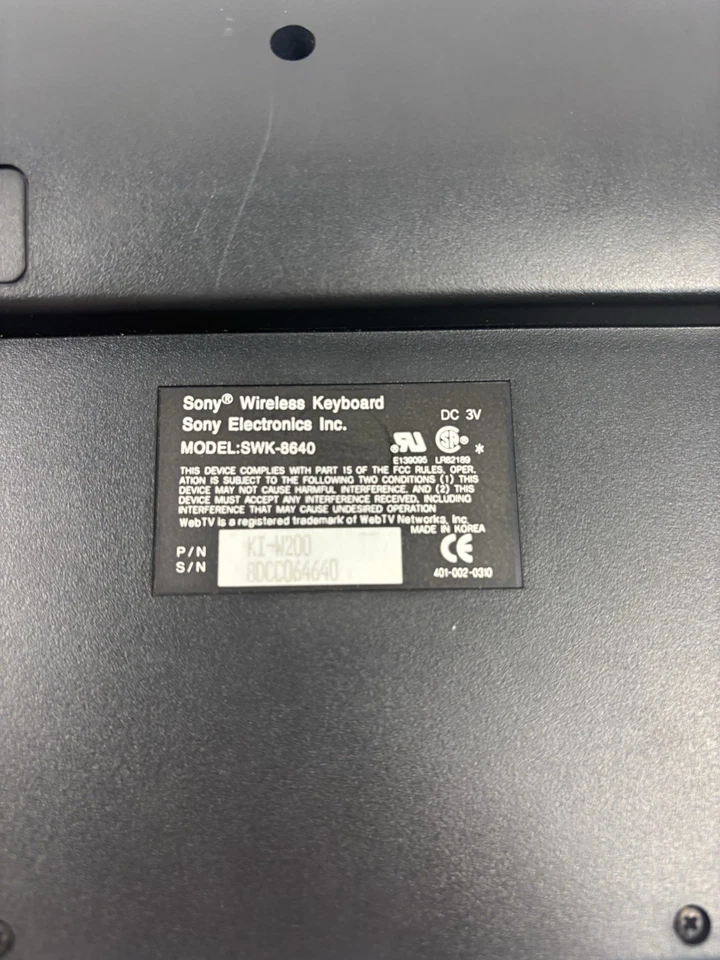 Sony® Wireless Keyboard
Sony Electronics Inc.
DC 3V
MODEL:SWK-8640
E139095 LR82189 *
THIS DEVICE COMPLIES WITH PART 15 OF THE FCC RULES, OPER.
ATION IS SUBJECT TO THE FOLLOWING TWO CONDITIONS (1) THIS
DEVICE MAY NOT CAUSE HARMFUL INTERFERENCE, AND (2) THIS
DEVICE MUST ACCEPT ANY INTERFERENCE RECEIVED, INCLUDING
INTERFERENCE THAT MAY CAUSE UNDESIRED OPERATION
WebTV is a registered trademark of WebTV Networks, Inc.
MADE IN KOREA
P/N KI-W200
S/N 8DCC064640
CE
401-002-0310